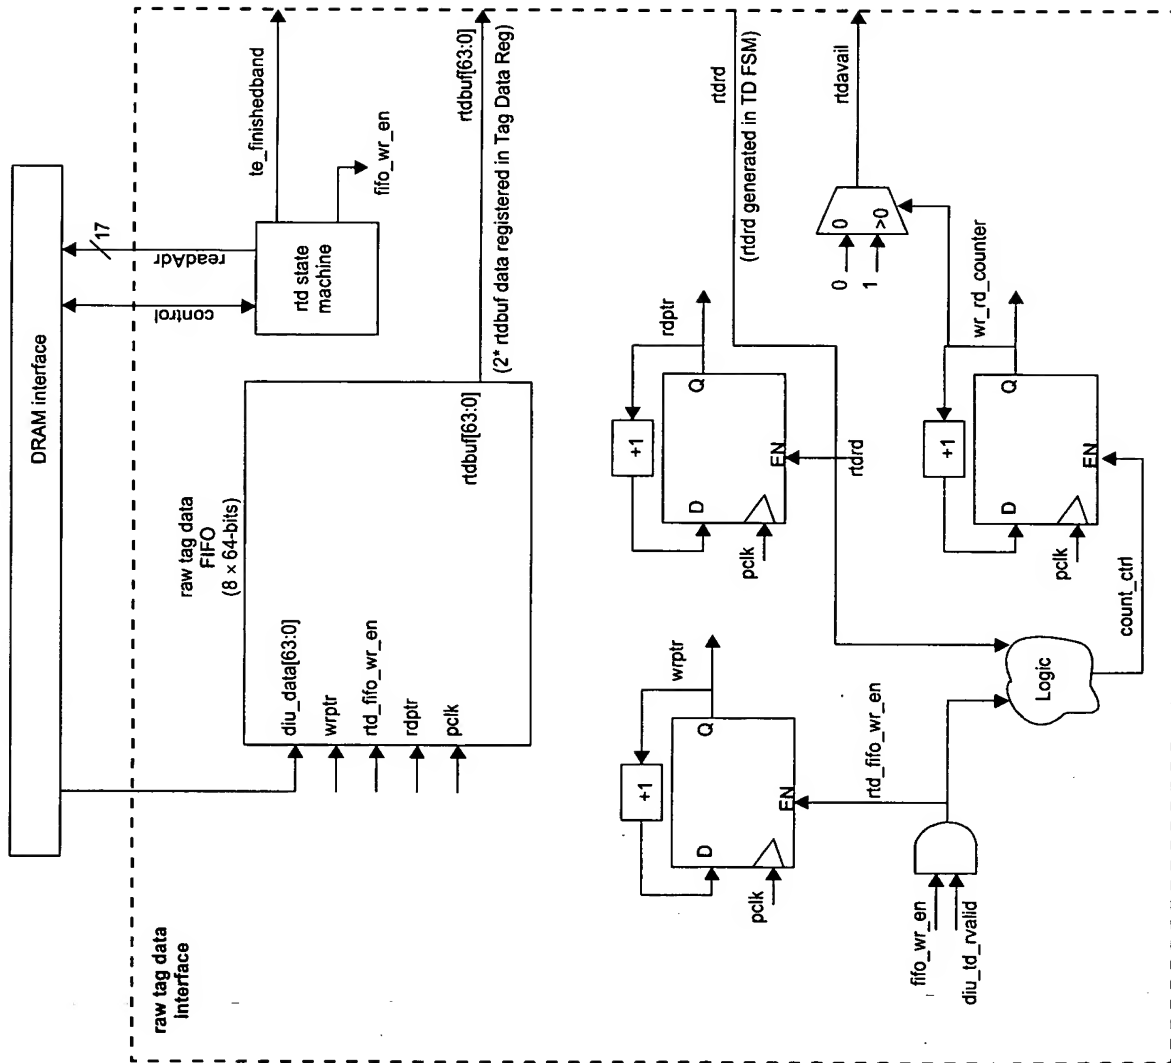 DRAM interface
raw tag data
interface
control
readAdr
17
te_finishedband
rtd state
machine
fifo_wr_en
raw tag data
FIFO
(8 × 64-bits)
diu_data[63:0]
wrptr
rtd_fifo_wr_en
rdptr
pclk
rtdbuf[63:0]
rtdbuf[63:0]
(2* rtdbuf data registered in Tag Data Reg)
rtdrd
(rtdrd generated in TD FSM)
+1
wrptr
D
Q
EN
pclk
+1
rdptr
D
Q
EN
pclk
rtdrd
fifo_wr_en
diu_td_rvalid
rtd_fifo_wr_en
Logic
count_ctrl
+1
wr_rd_counter
D
Q
EN
pclk
0
1
0
>0
rtdavail